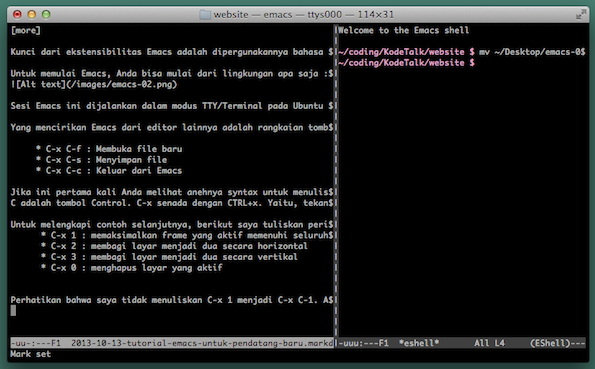 website — emacs — ttys000 — 114×31
[more]
Kunci dari ekstensibilitas Emacs adalah dipergunakannya bahasa $
Untuk memulai Emacs, Anda bisa mulai dari lingkungan apa saja :$
![Alt text](/images/emacs-02.png)
Sesi Emacs ini dijalankan dalam modus TTY/Terminal pada Ubuntu $
Yang mencirikan Emacs dari editor lainnya adalah rangkaian tomb$
* C-x C-f : Membuka file baru
* C-x C-s : Menyimpan file
* C-x C-c : Keluar dari Emacs
Jika ini pertama kali Anda melihat anehnya syntax untuk menulis$
C adalah tombol Control. C-x senada dengan CTRL+x. Yaitu, tekan$
Untuk melengkapi contoh selanjutnya, berikut saya tuliskan peri$
* C-x 1 : memaksimalkan frame yang aktif memenuhi seluruh$
* C-x 2 : membagi layar menjadi dua secara horizontal
* C-x 3 : membagi layar menjadi dua secara vertikal
* C-x 0 : menghapus layar yang aktif
Perhatikan bahwa saya tidak menuliskan C-x 1 menjadi C-x C-1. A$
-uu-:---F1  2013-10-13-tutorial-emacs-untuk-pendatang-baru.markd
Welcome to the Emacs shell
~/coding/KodeTalk/website $ mv ~/Desktop/emacs-0$
~/coding/KodeTalk/website $
-uuu:---F1  *eshell*       All L4     (EShell)---
Mark set